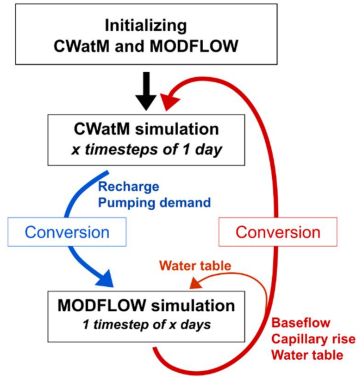 Initializing
CWatM and MODFLOW
CWatM simulation
x timesteps of 1 day
Recharge
Pumping demand
Conversion
Conversion
Water table
MODFLOW simulation
1 timestep of x days
Baseflow
Capillary rise
Water table